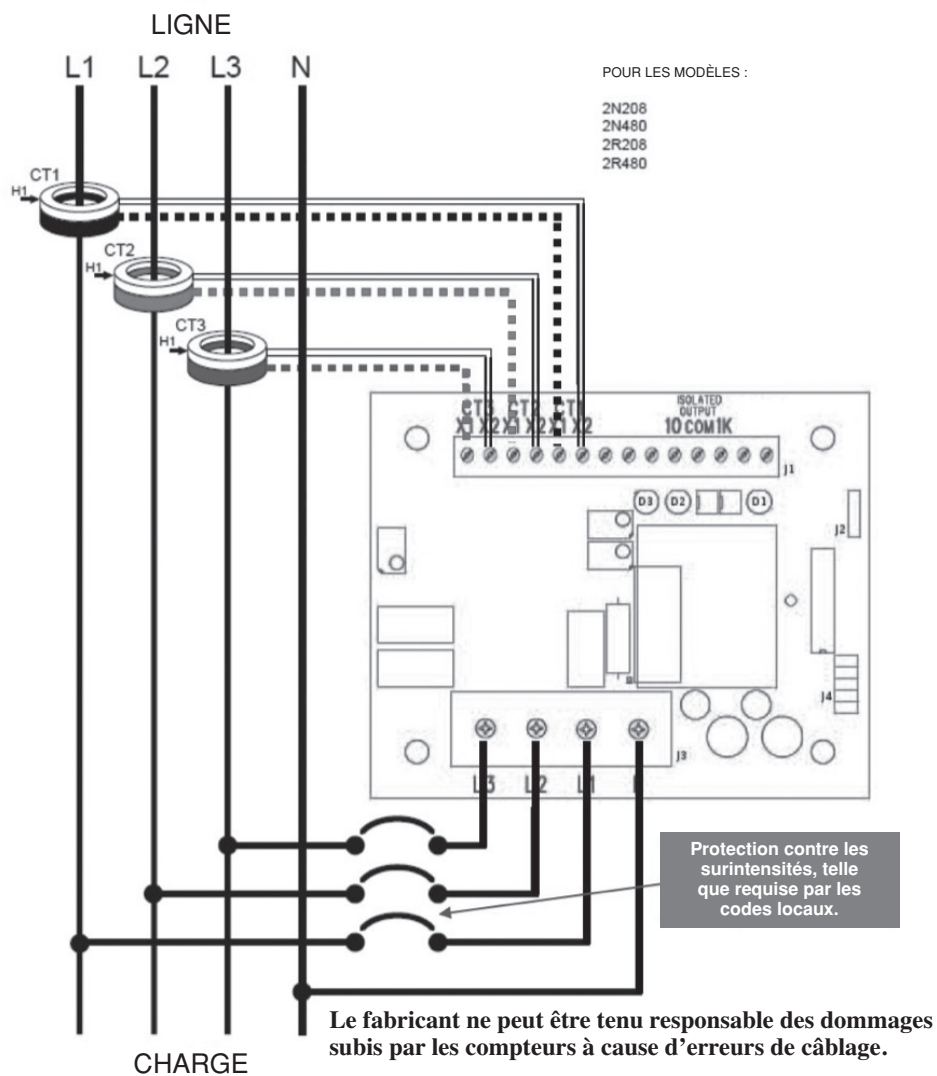 LIGNE
L1 L2 L3 N
POUR LES MODÈLES :
2N208
2N480
2R208
2R480
CT1
H1
CT2
H1
CT3
H1
CT3 CT2 CT1
X1 X2 X1 X2 X1 X2
ISOLATED
OUTPUT
10 COM 1K
J1
D3 D2 D1
J2
J4
J3
L3 L2 L1 N
Protection contre les
surintensités, telle
que requise par les
codes locaux.
Le fabricant ne peut être tenu responsable des dommages
subis par les compteurs à cause d'erreurs de câblage.
CHARGE